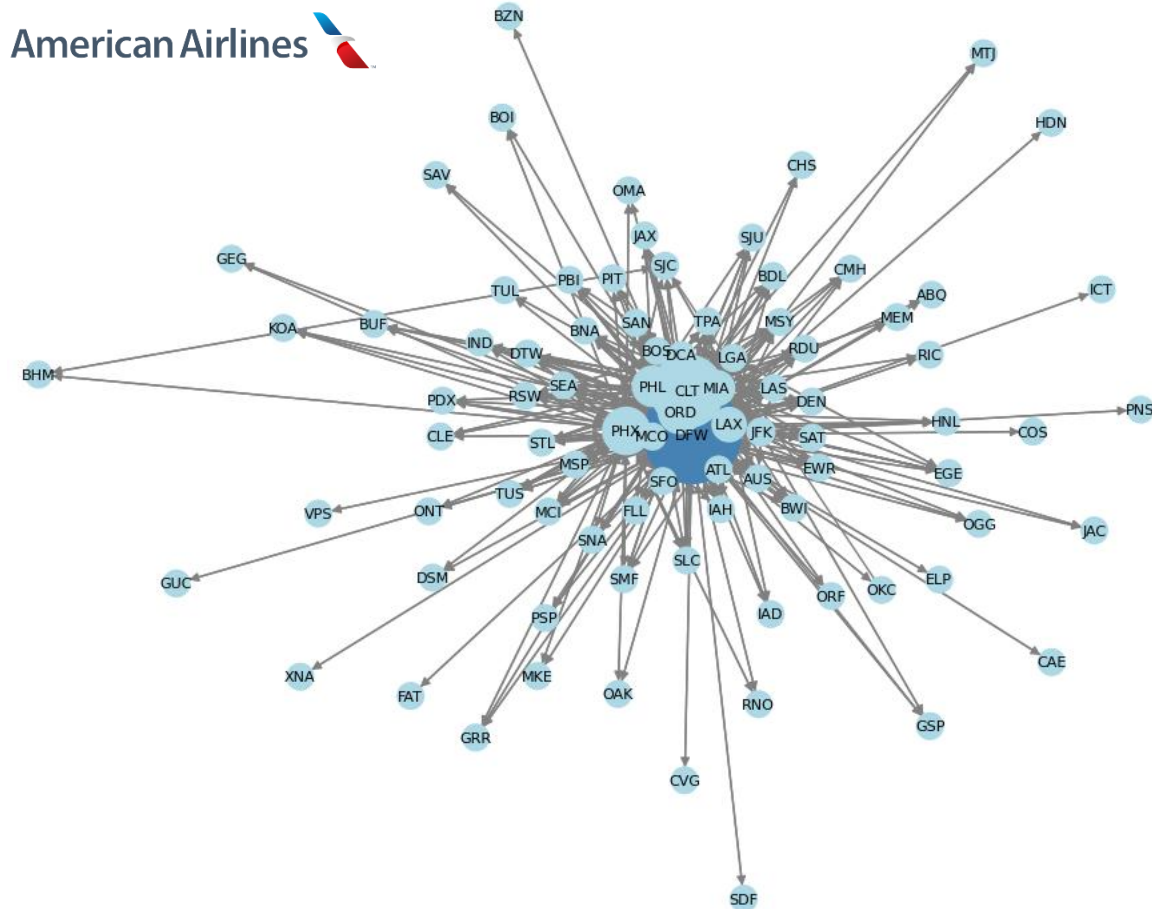 BZN
American Airlines
MTJ
BOI
HDN
CHS
SAV
OMA
JAX
SJU
GEG
SJC
BDL
CMH
PBI
PIT
TUL
ICT
ABQ
KOA
BUF
SAN
TPA
MSY
MEM
BNA
IND
DTW
BOS
DCA
LGA
RDU
RIC
BHM
SEA
PHL
CLT
MIA
LAS
RSW
PDX
DEN
PNS
ORD
HNL
LAX
CLE
STL
PHX
MCO
DFW
JFK
SAT
COS
MSP
ATL
EWR
EGE
SFO
AUS
TUS
VPS
ONT
MCI
FLL
IAH
BWI
OGG
JAC
SNA
SLC
GUC
DSM
SMF
ELP
OKC
ORF
PSP
IAD
CAE
XNA
MKE
FAT
OAK
RNO
GSP
GRR
CVG
SDF